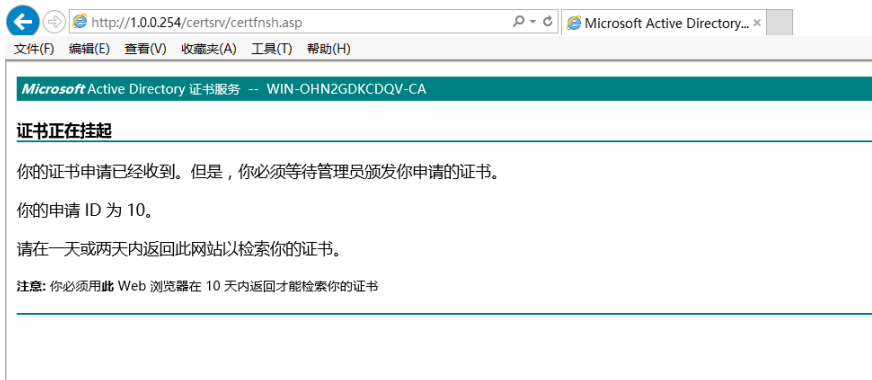 http://1.0.0.254/certsrv/certfnsh.asp
Microsoft Active Directory...
文件(F) 编辑(E) 查看(V) 收藏夹(A) 工具(T) 帮助(H)
Microsoft Active Directory 证书服务 -- WIN-OHN2GDKCDQV-CA
证书正在挂起
你的证书申请已经收到。但是，你必须等待管理员颁发你申请的证书。
你的申请 ID 为 10。
请在一天或两天内返回此网站以检索你的证书。
注意: 你必须用此 Web 浏览器在 10 天内返回才能检索你的证书